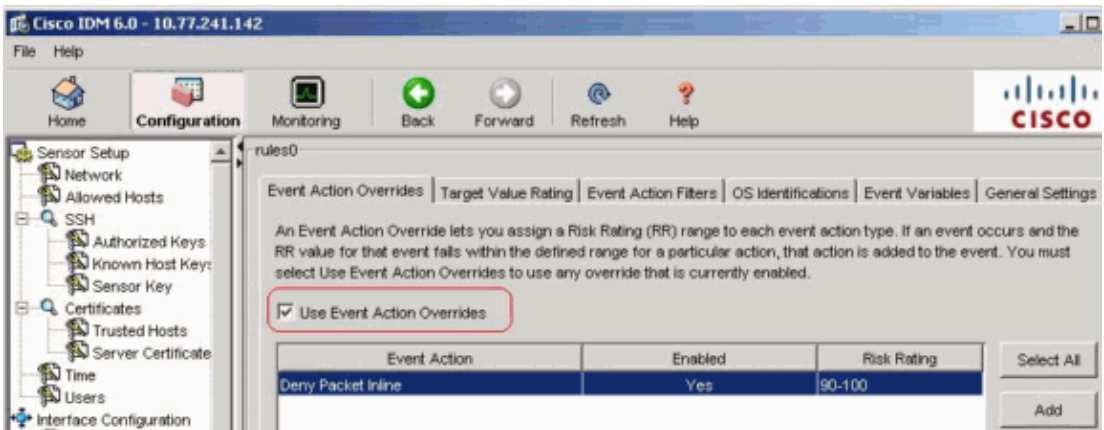 Cisco IDM 6.0 - 10.77.241.142
File Help
Home Configuration Monitoring Back Forward Refresh Help
CISCO
Sensor Setup
Network
Allowed Hosts
SSH
Authorized Keys
Known Host Key
Sensor Key
Certificates
Trusted Hosts
Server Certificate
Time
Users
Interface Configuration
rules0
Event Action Overrides Target Value Rating Event Action Filters OS Identifications Event Variables General Settings
An Event Action Override lets you assign a Risk Rating (RR) range to each event action type. If an event occurs and the
RR value for that event falls within the defined range for a particular action, that action is added to the event. You must
select Use Event Action Overrides to use any override that is currently enabled.
Use Event Action Overrides
Event Action Enabled Risk Rating
Deny Packet Inline Yes 90-100
Select All
Add